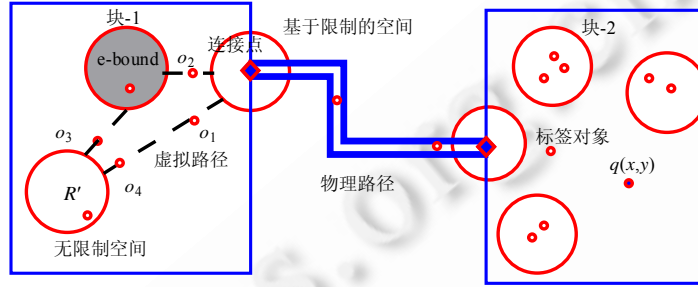 块-1
基于限制的空间
块-2
e-bound
o2
连接点
o3
o1
虚拟路径
标签对象
o4
物理路径
q(x,y)
R′
无限制空间
s.org